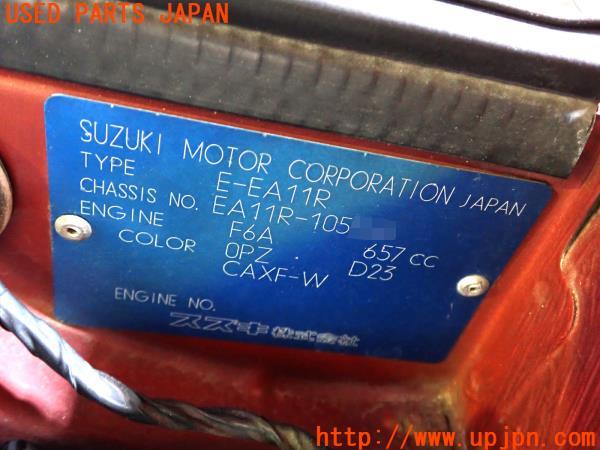 USED PARTS JAPAN
SUZUKI MOTOR CORPORATION JAPAN
TYPE E-EA11R
CHASSIS NO. EA11R-105
ENGINE F6A 657 CC
COLOR 0PZ . D23
CAXF-W
ENGINE NO.
スズキ株式会社
http://www.upjpn.com